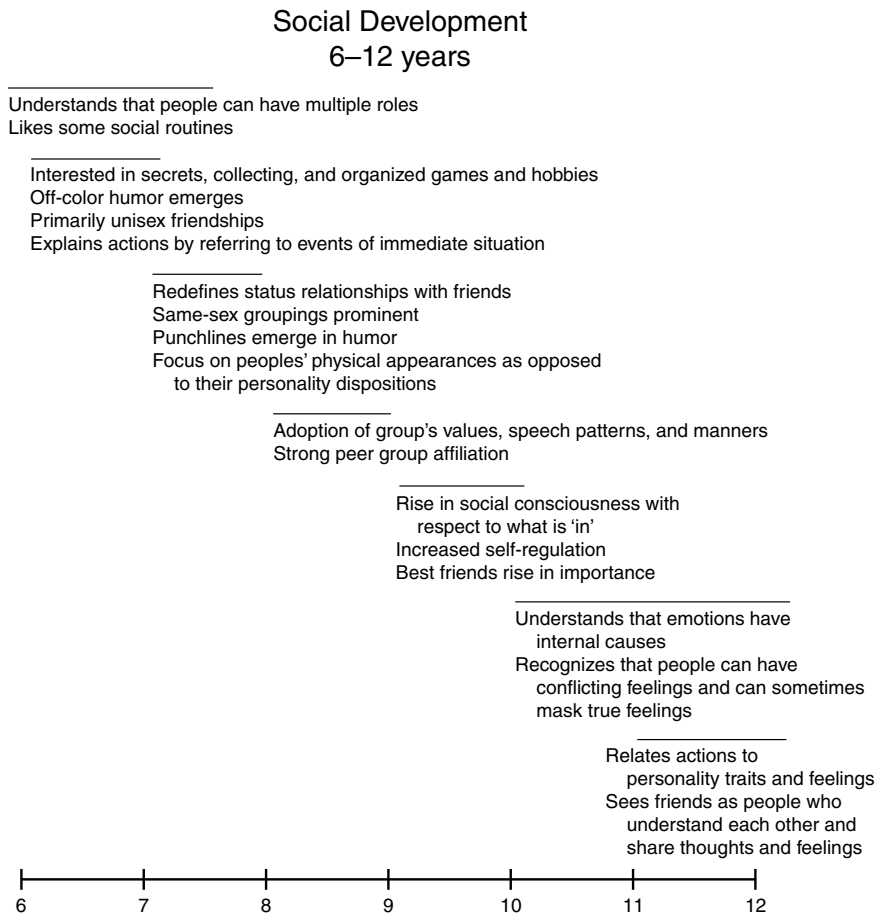 Social Development
6–12 years
Understands that people can have multiple roles
Likes some social routines
Interested in secrets, collecting, and organized games and hobbies
Off-color humor emerges
Primarily unisex friendships
Explains actions by referring to events of immediate situation
Redefines status relationships with friends
Same-sex groupings prominent
Punchlines emerge in humor
Focus on peoples’ physical appearances as opposed
to their personality dispositions
Adoption of group’s values, speech patterns, and manners
Strong peer group affiliation
Rise in social consciousness with
respect to what is ‘in’
Increased self-regulation
Best friends rise in importance
Understands that emotions have
internal causes
Recognizes that people can have
conflicting feelings and can sometimes
mask true feelings
Relates actions to
personality traits and feelings
Sees friends as people who
understand each other and
share thoughts and feelings
6 7 8 9 10 11 12